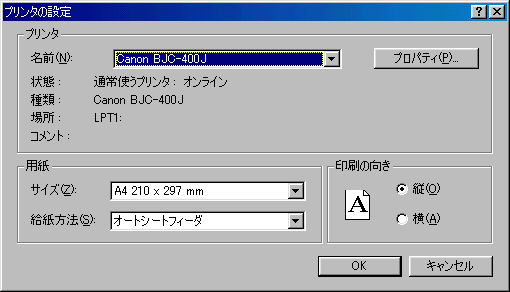 プリンタの設定
プリンタ
名前(N): Canon BJC-400J プロパティ(P)...
状態: 通常使うプリンタ: オンライン
種類: Canon BJC-400J
場所: LPT1:
コメント:
用紙
サイズ(Z): A4 210 x 297 mm
給紙方法(S): オートシートフィーダ
印刷の向き
A
縦(O)
横(A)
OK キャンセル